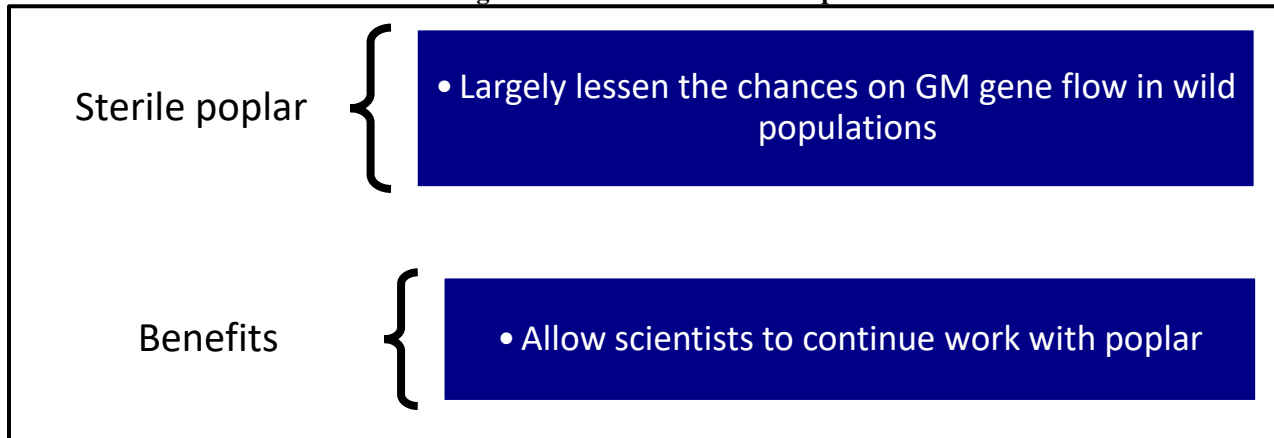 Sterile poplar
• Largely lessen the chances on GM gene flow in wild
populations
Benefits
• Allow scientists to continue work with poplar